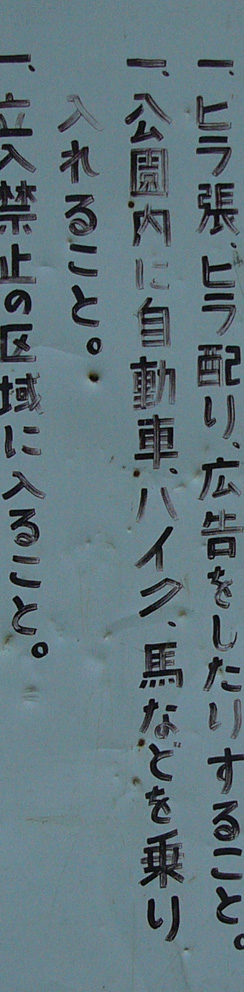 一、ビラ張、ビラ配り、広告をしたりすること。
一、公園内に自動車、バイク、馬などを乗り
入れること。
一、立入禁止の区域に入ること。